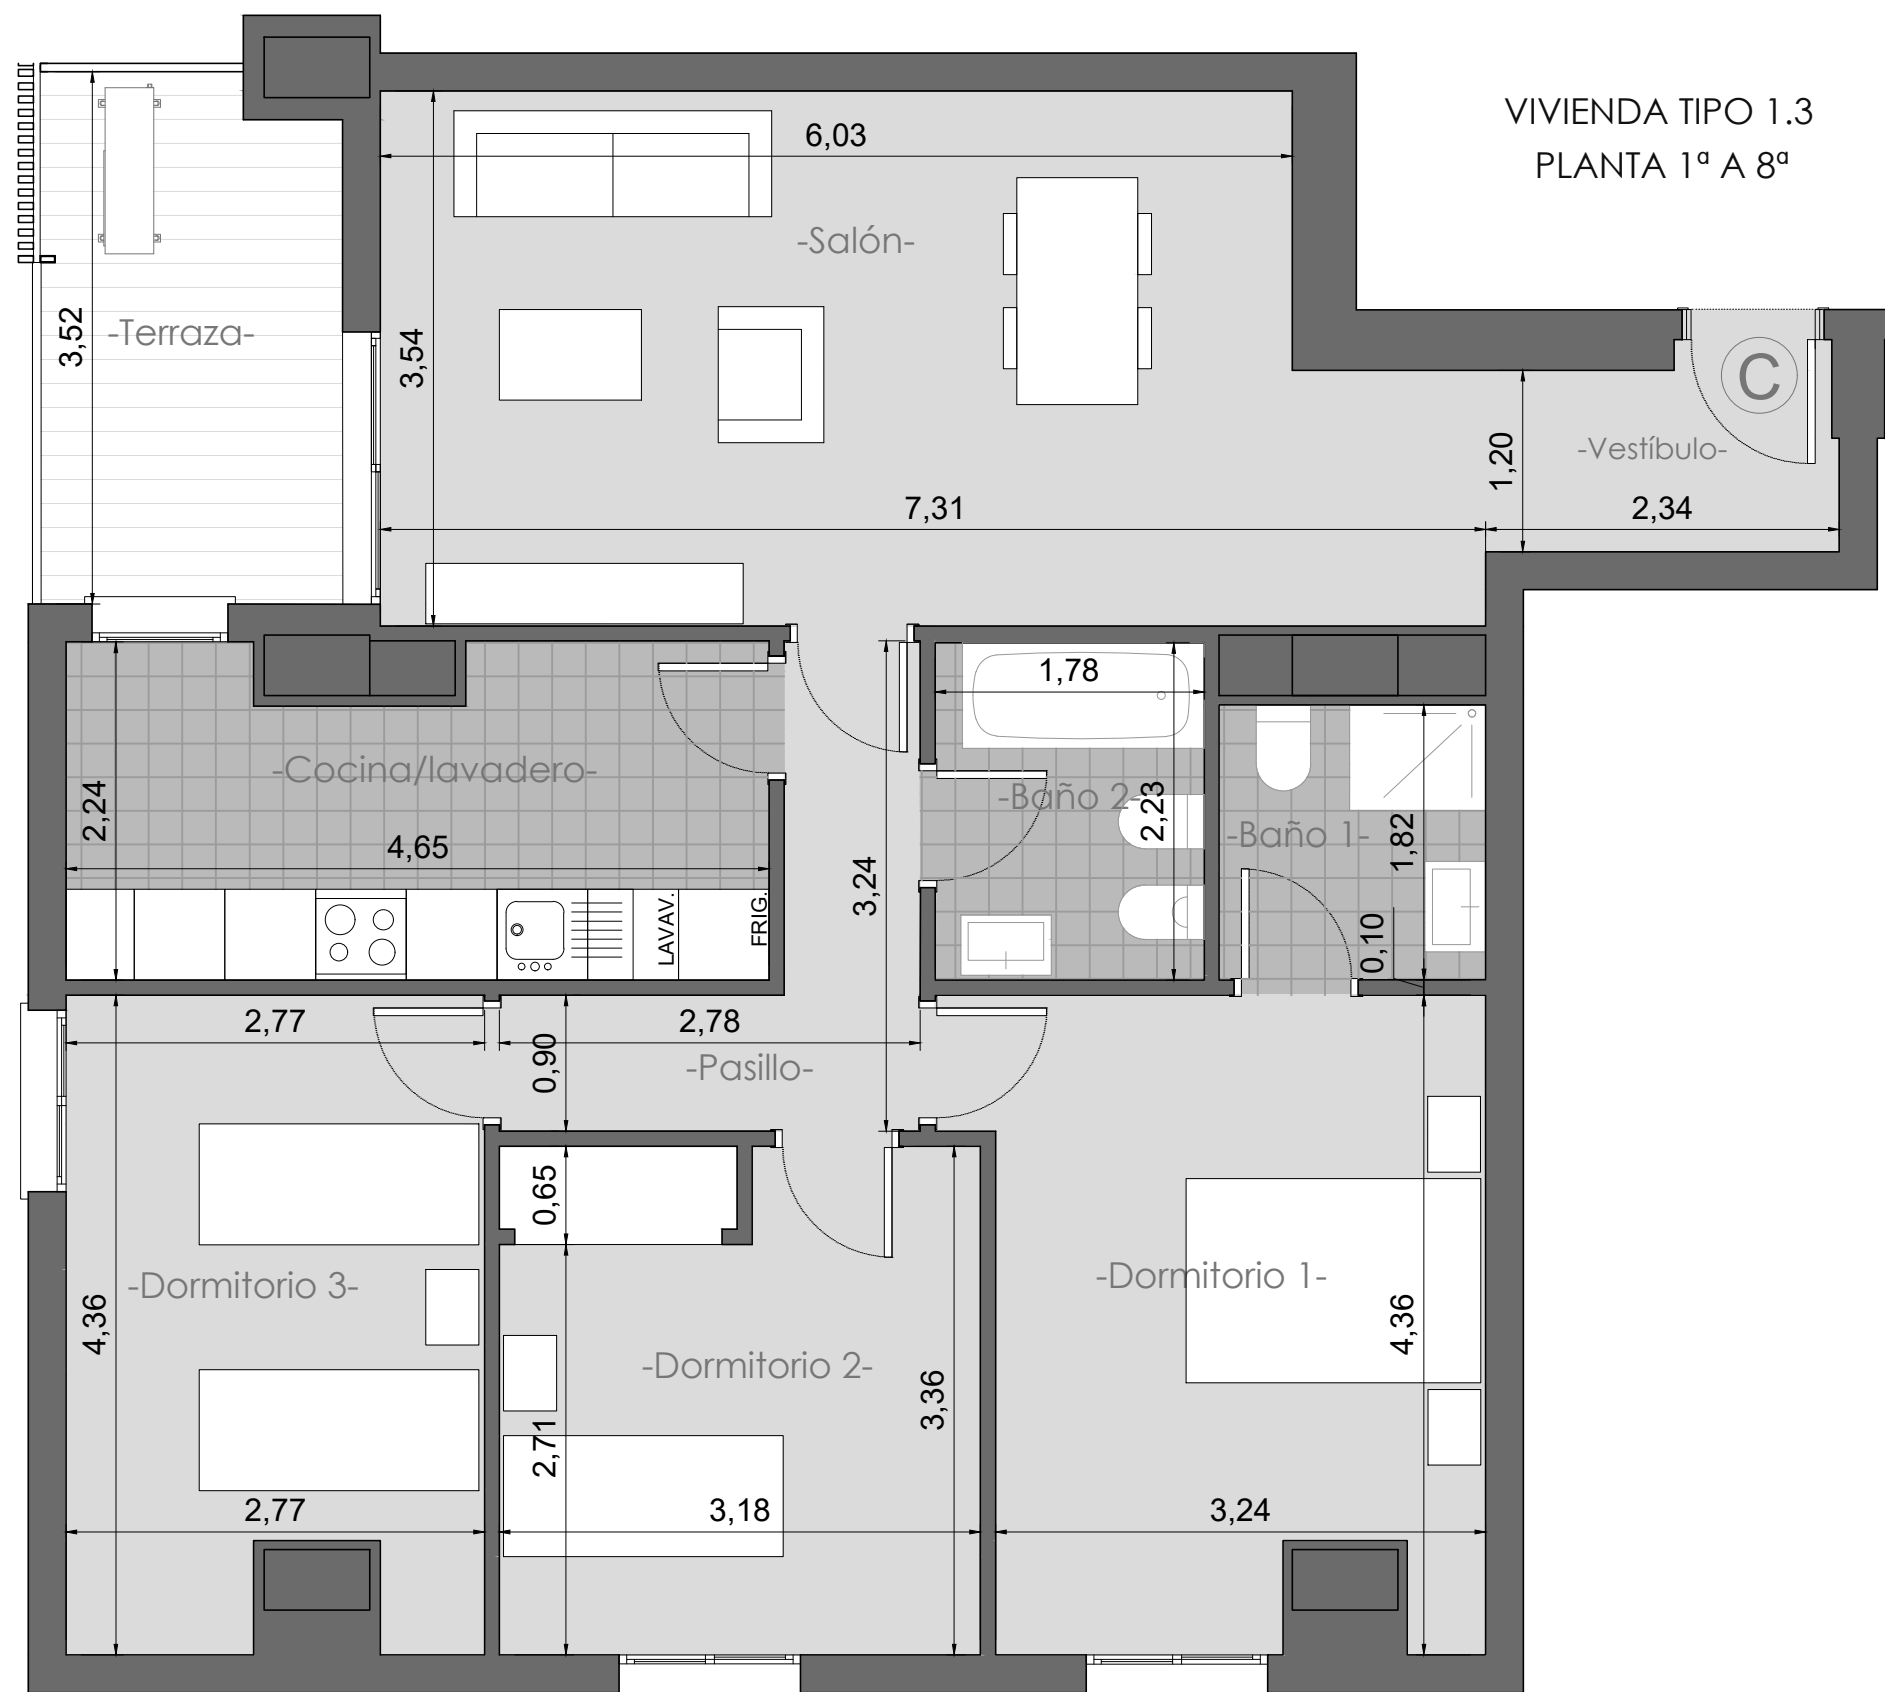 VIVIENDA TIPO 1.3
PLANTA 1ª A 8ª
6,03
-Salón-
3,52
-Terraza-
3,54
C
-Vestíbulo-
1,20
7,31
2,34
1,78
-Cocina/lavadero-
2,24
4,65
3,24
-Baño 2-
2,23
-Baño 1-
1,82
0,10
LAVAV.
FRIG.
2,77
2,78
0,90
-Pasillo-
0,65
-Dormitorio 3-
4,36
-Dormitorio 2-
2,71
3,36
-Dormitorio 1-
4,36
2,77
3,18
3,24